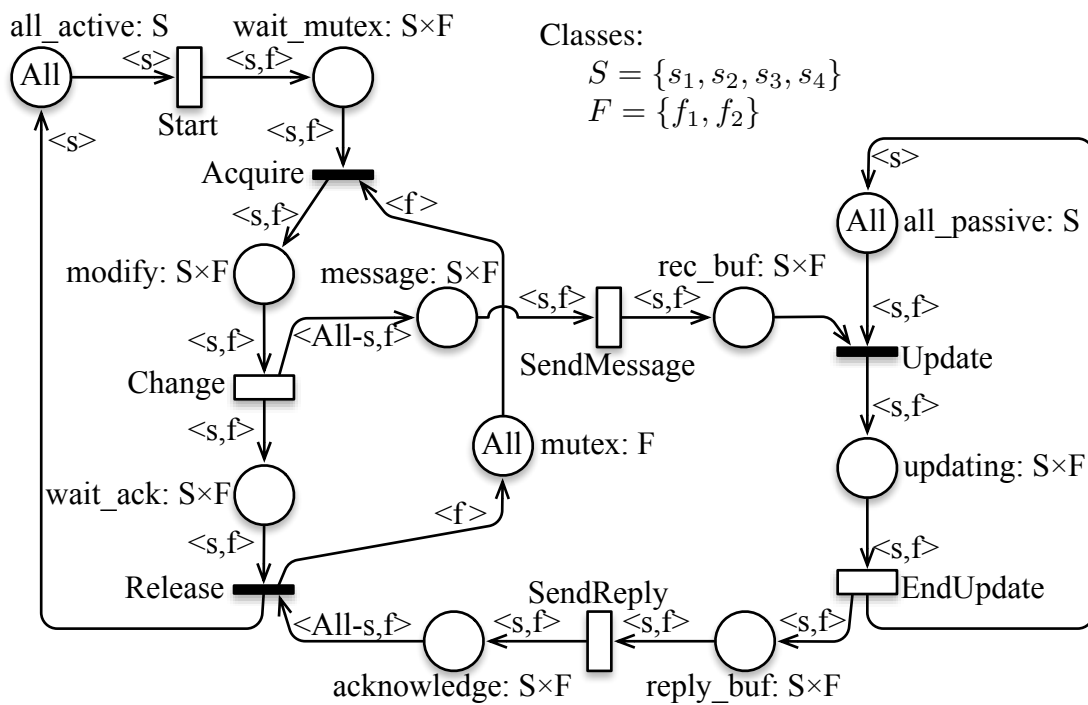 all_active: S
wait_mutex: S×F
Classes:
S = {s₁, s₂, s₃, s₄}
F = {f₁, f₂}
All
<s>
<s,f>
Start
<s>
<s,f>
<s>
Acquire
<f>
<s,f>
All
all_passive: S
modify: S×F
message: S×F
rec_buf: S×F
<s,f>
<s,f>
<s,f>
<s,f>
<All-s,f>
SendMessage
Update
Change
<s,f>
<s,f>
All
mutex: F
updating: S×F
wait_ack: S×F
<f>
<s,f>
<s,f>
Release
SendReply
EndUpdate
<All-s,f>
<s,f>
<s,f>
<s,f>
acknowledge: S×F
reply_buf: S×F